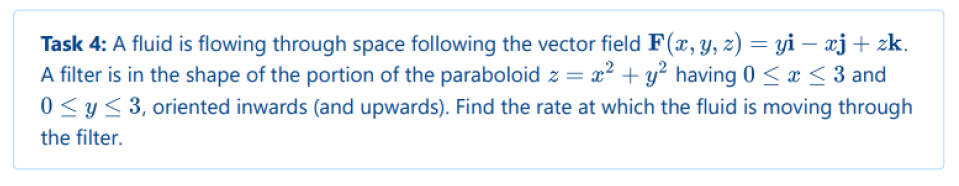 Task 4: A fluid is flowing through space following the vector field F(x, y, z) = yi − xj + zk.
A filter is in the shape of the portion of the paraboloid z = x² + y² having 0 ≤ x ≤ 3 and
0 ≤ y ≤ 3, oriented inwards (and upwards). Find the rate at which the fluid is moving through
the filter.